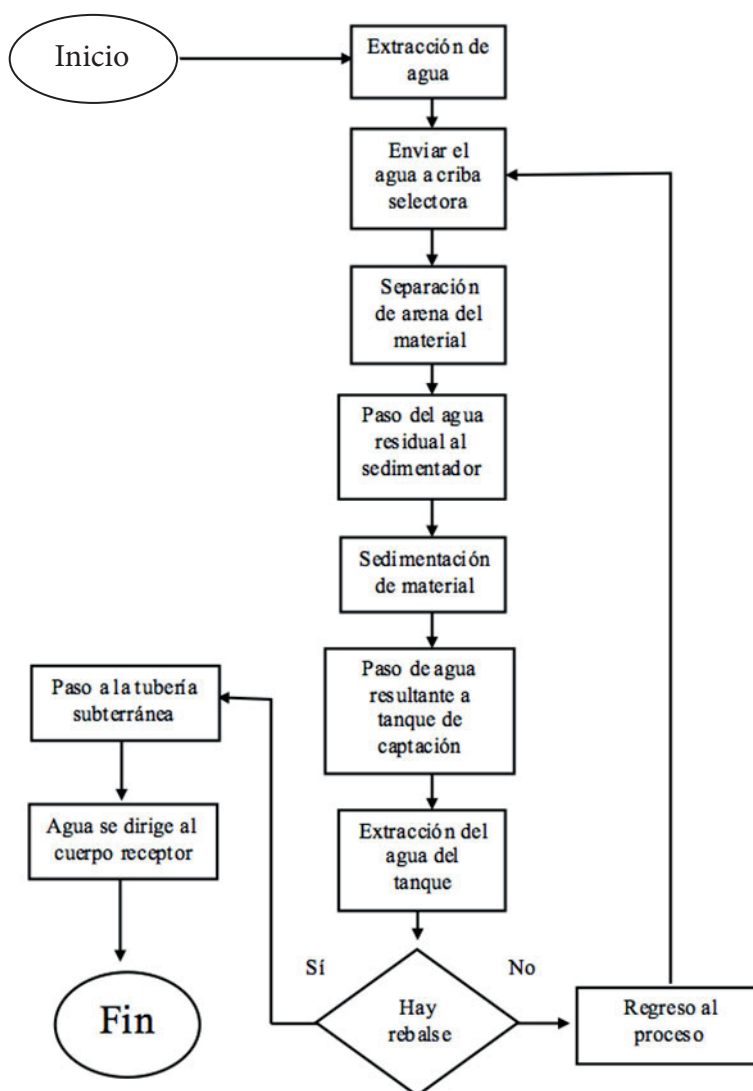 Inicio
Extracción de
agua
Enviar el
agua a criba
selectora
Separación
de arena del
material
Paso del agua
residual al
sedimentador
Sedimentación
de material
Paso de agua
resultante a
tanque de
captación
Extracción del
agua del
tanque
Hay
rebalse
Sí
Paso a la tubería
subterránea
Agua se dirige al
cuerpo receptor
Fin
No
Regreso al
proceso